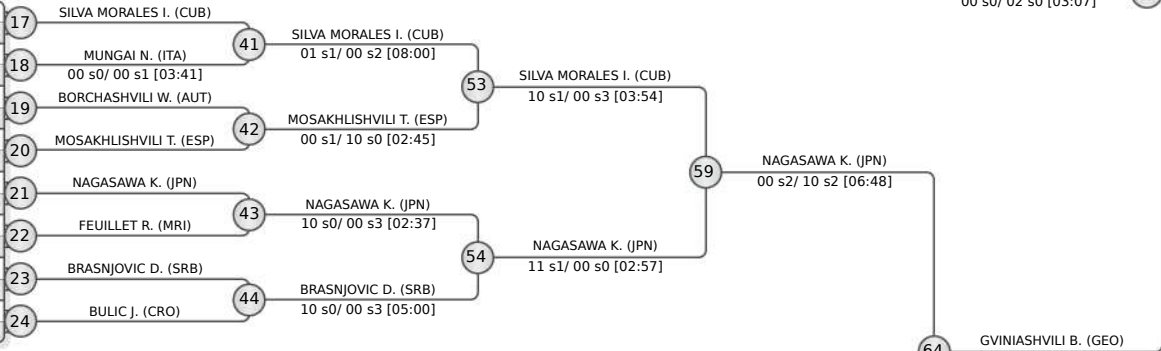 00 s0/ 02 s0 [03:07]
17
SILVA MORALES I. (CUB)
41
SILVA MORALES I. (CUB)
01 s1/ 00 s2 [08:00]
18
MUNGAI N. (ITA)
00 s0/ 00 s1 [03:41]
53
SILVA MORALES I. (CUB)
10 s1/ 00 s3 [03:54]
19
BORCHASHVILI W. (AUT)
42
MOSAKHLISHVILI T. (ESP)
00 s1/ 10 s0 [02:45]
20
MOSAKHLISHVILI T. (ESP)
59
NAGASAWA K. (JPN)
00 s2/ 10 s2 [06:48]
21
NAGASAWA K. (JPN)
43
NAGASAWA K. (JPN)
10 s0/ 00 s3 [02:37]
22
FEUILLET R. (MRI)
54
NAGASAWA K. (JPN)
11 s1/ 00 s0 [02:57]
23
BRASNJOVIC D. (SRB)
44
BRASNJOVIC D. (SRB)
10 s0/ 00 s3 [05:00]
24
BULIC J. (CRO)
64
GVINIASHVILI B. (GEO)